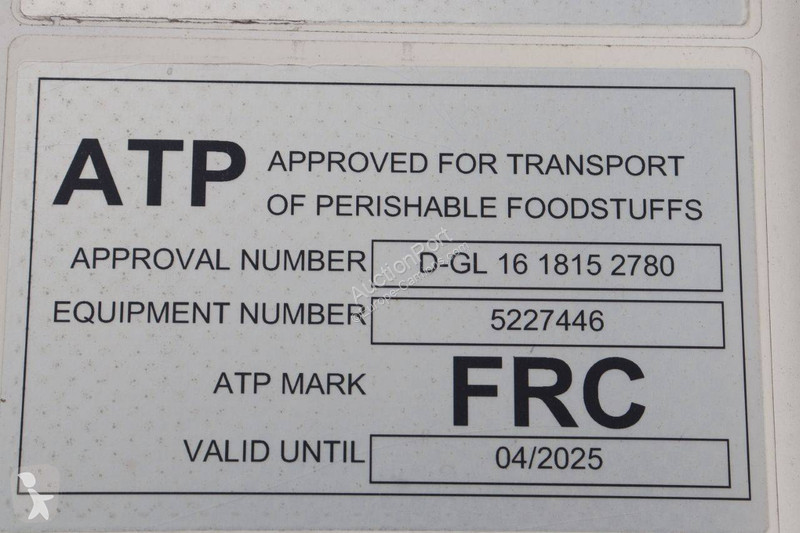 ATP APPROVED FOR TRANSPORT
OF PERISHABLE FOODSTUFFS
APPROVAL NUMBER D-GL 16 1815 2780
EQUIPMENT NUMBER 5227446
ATP MARK FRC
VALID UNTIL 04/2025
AuctionPort